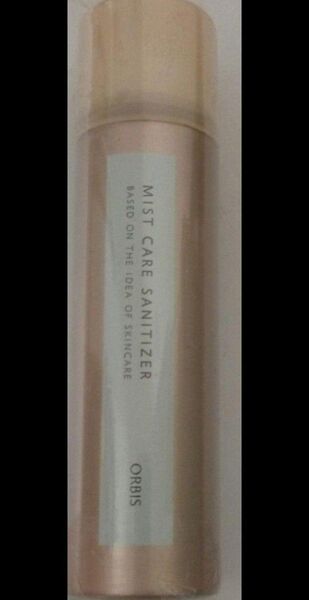 MIST CARE SANITIZER
BASED ON THE IDEA OF SKINCARE
ORBIS